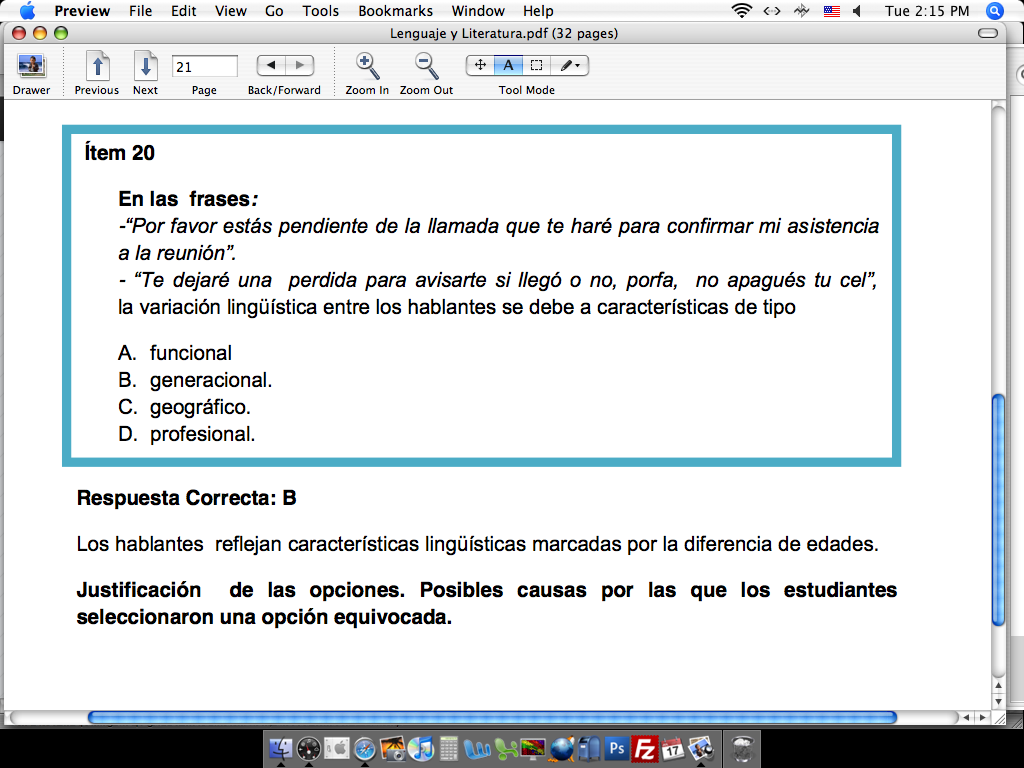 Preview File Edit View Go Tools Bookmarks Window Help Tue 2:15 PM
Lenguaje y Literatura.pdf (32 pages)
21
A
Drawer Previous Next Page Back/Forward Zoom In Zoom Out Tool Mode
Ítem 20
En las frases:
-“Por favor estás pendiente de la llamada que te haré para confirmar mi asistencia
a la reunión”.
- “Te dejaré una perdida para avisarte si llegó o no, porfa, no apagués tu cel”,
la variación lingüística entre los hablantes se debe a características de tipo
A. funcional
B. generacional.
C. geográfico.
D. profesional.
Respuesta Correcta: B
Los hablantes reflejan características lingüísticas marcadas por la diferencia de edades.
Justificación de las opciones. Posibles causas por las que los estudiantes
seleccionaron una opción equivocada.
Ps Fz 17